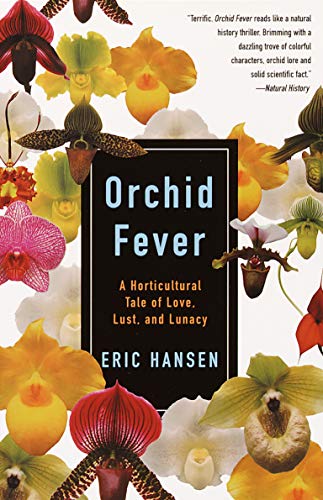 "Terrific, Orchid Fever reads like a natural
history thriller. Brimming with a
dazzling trove of colorful
characters, orchid lore and
solid scientific fact."
—Natural History
Orchid
Fever
A Horticultural
Tale of Love,
Lust, and Lunacy
ERIC HANSEN